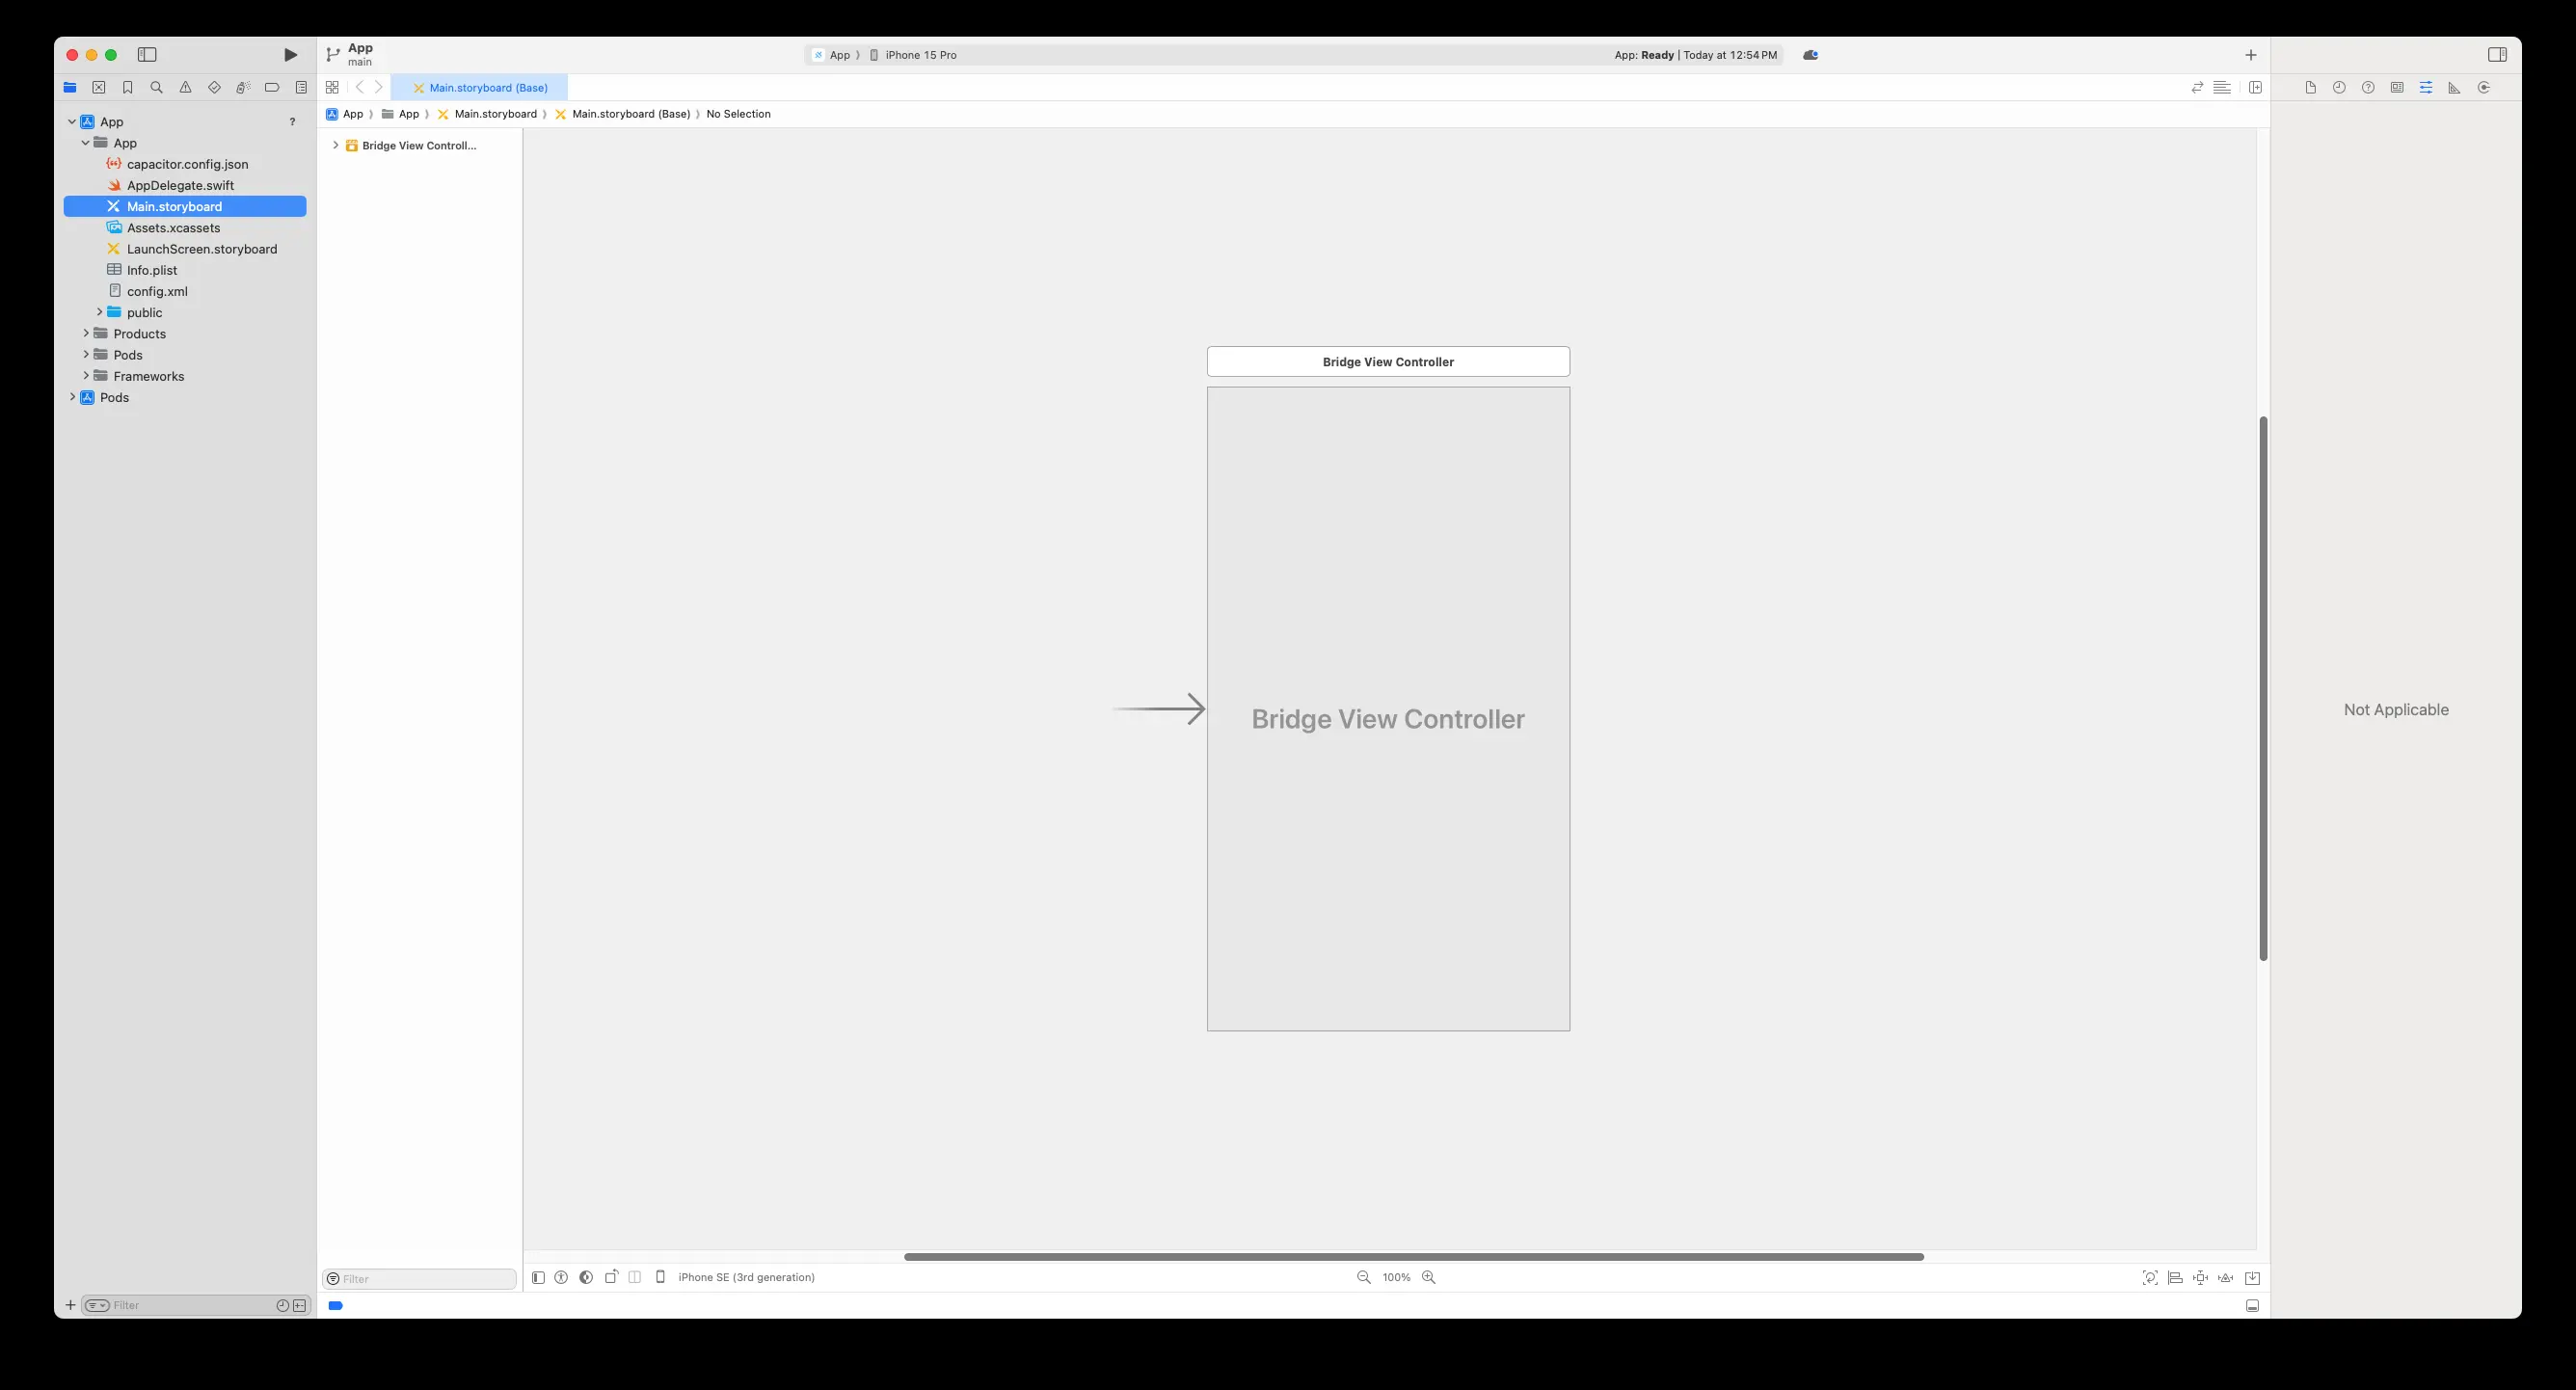 App
main
App
iPhone 15 Pro
App: Ready | Today at 12:54 PM
Main.storyboard (Base)
App
App
Main.storyboard
Main.storyboard (Base)
No Selection
App
?
App
capacitor.config.json
AppDelegate.swift
Main.storyboard
Assets.xcassets
LaunchScreen.storyboard
Info.plist
config.xml
public
Products
Pods
Frameworks
Pods
Bridge View Controll...
Bridge View Controller
Bridge View Controller
Not Applicable
Filter
iPhone SE (3rd generation)
100%
Filter